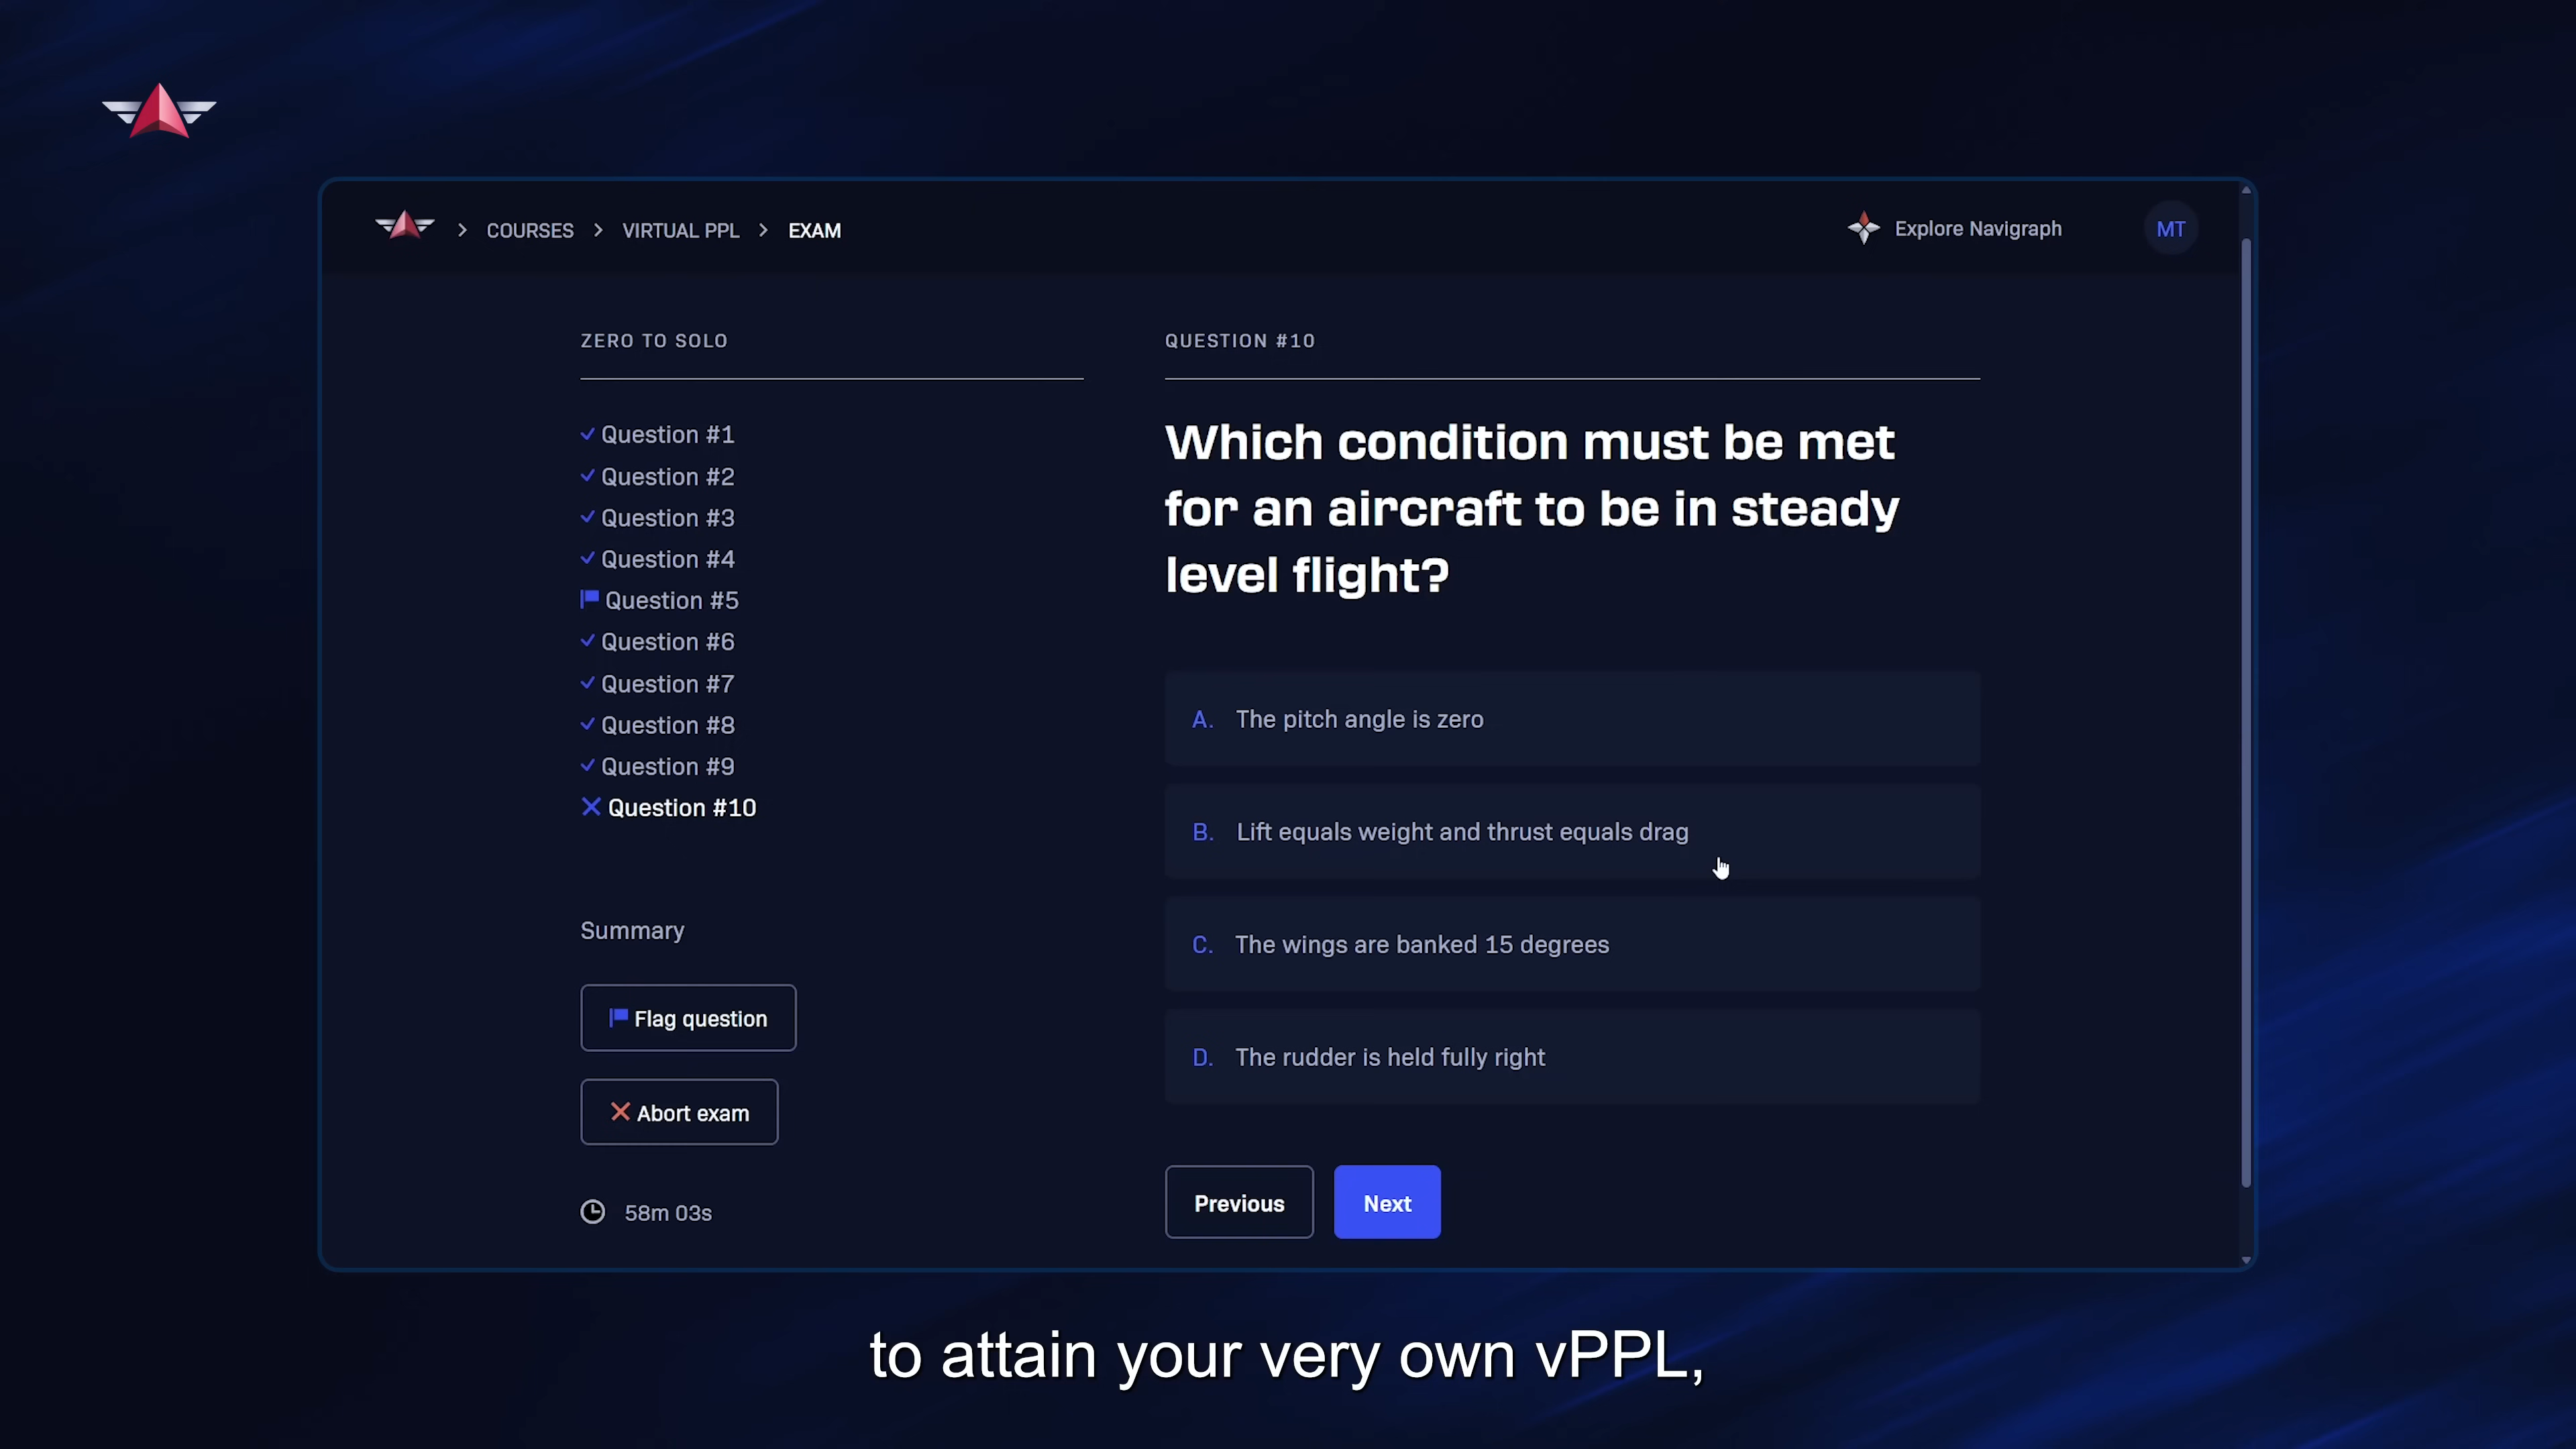 COURSES
VIRTUAL PPL
EXAM
Explore Navigraph
MT
ZERO TO SOLO
Question #1
Question #2
Question #3
Question #4
Question #5
Question #6
Question #7
Question #8
Question #9
Question #10
Summary
Flag question
Abort exam
58m 03s
QUESTION #10
Which condition must be met
for an aircraft to be in steady
level flight?
A. The pitch angle is zero
B. Lift equals weight and thrust equals drag
C. The wings are banked 15 degrees
D. The rudder is held fully right
Previous
Next
to attain your very own vPPL,